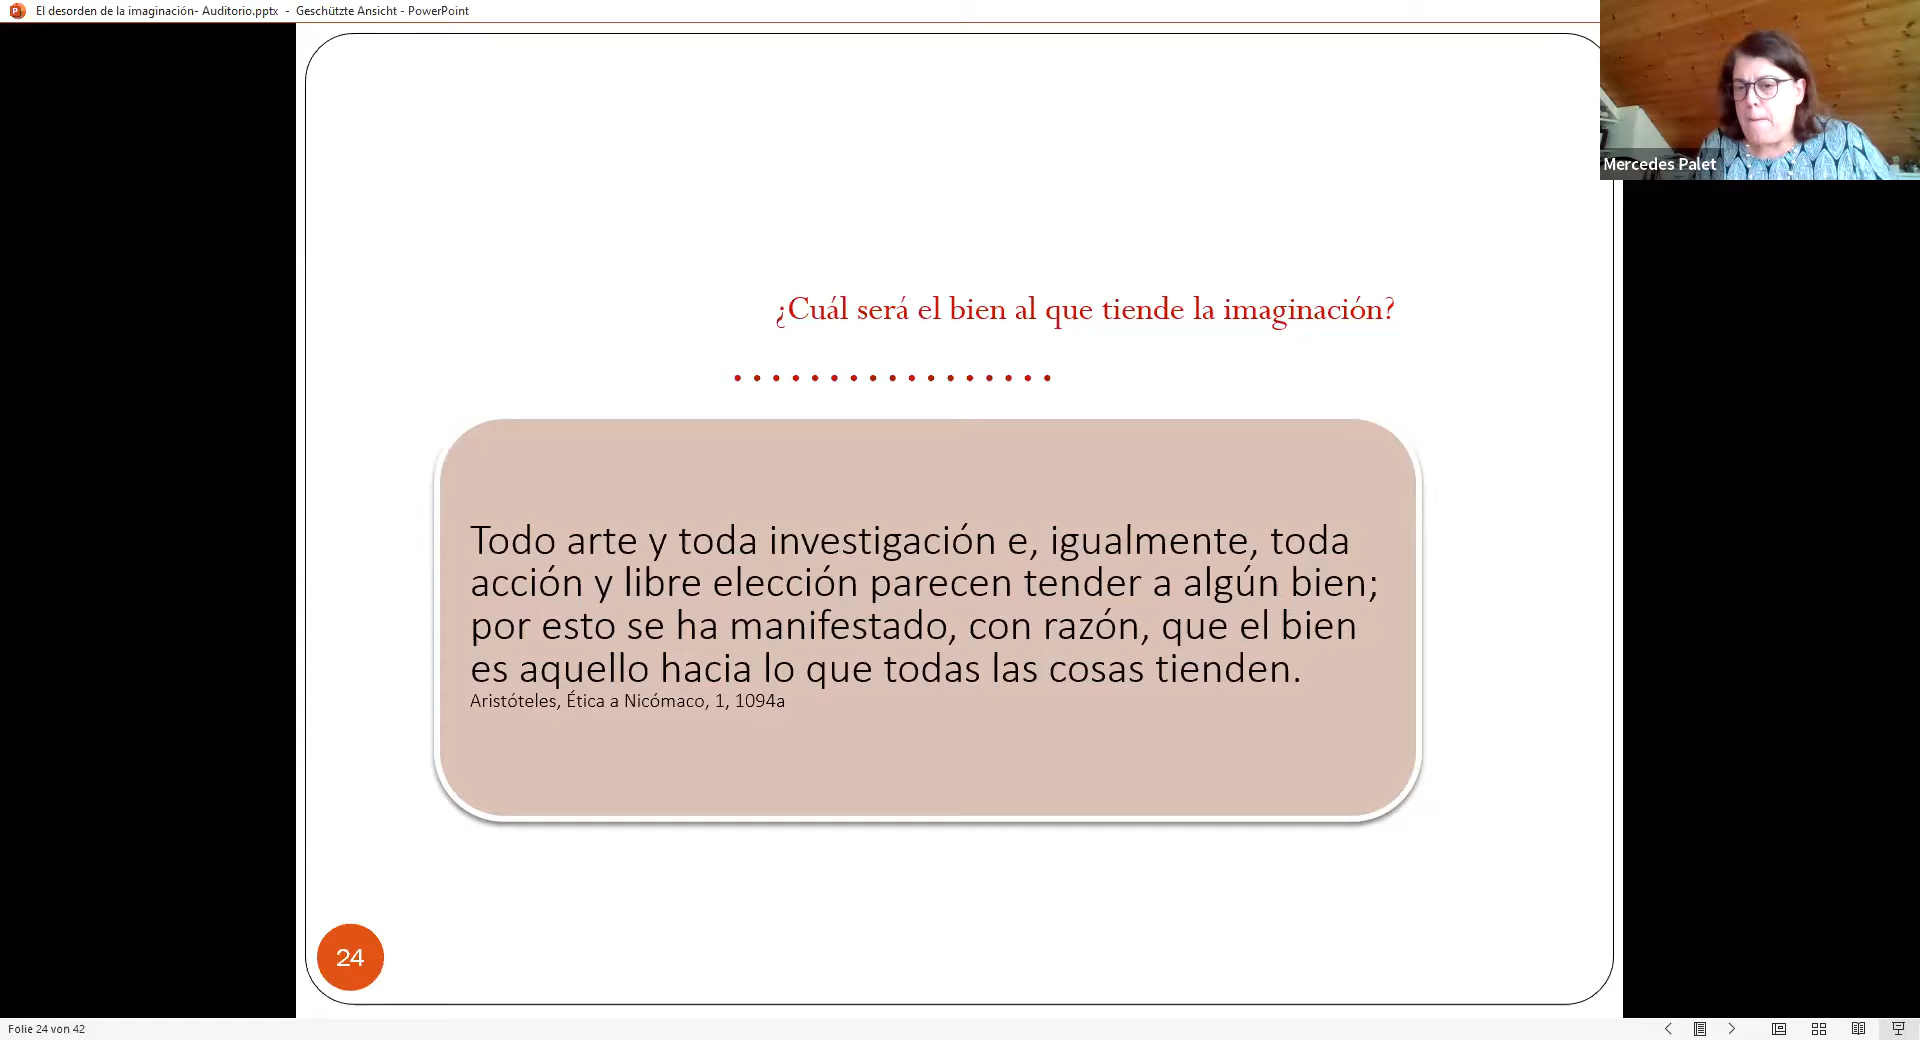 El desorden de la imaginación- Auditorio.pptx - Geschützte Ansicht - PowerPoint
Mercedes Palet
¿Cuál será el bien al que tiende la imaginación?
Todo arte y toda investigación e, igualmente, toda
acción y libre elección parecen tender a algún bien;
por esto se ha manifestado, con razón, que el bien
es aquello hacia lo que todas las cosas tienden.
Aristóteles, Ética a Nicómaco, 1, 1094a
24
Folie 24 von 42